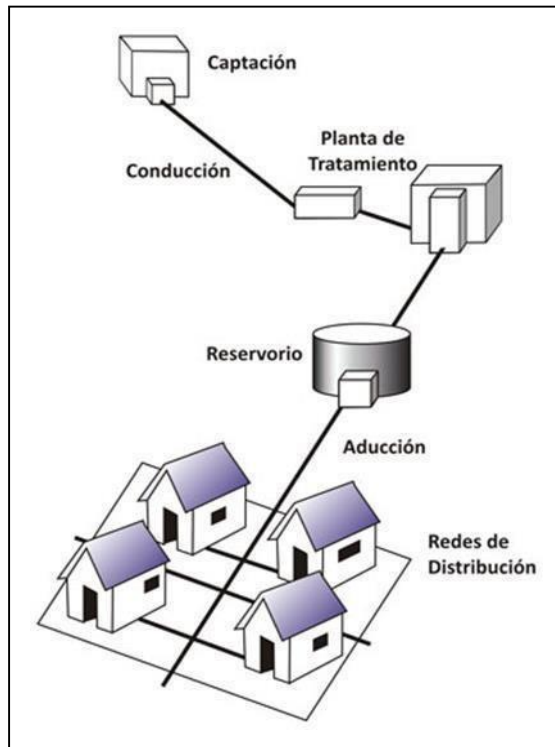 Captación
Planta de
Tratamiento
Conducción
Reservorio
Aducción
Redes de
Distribución